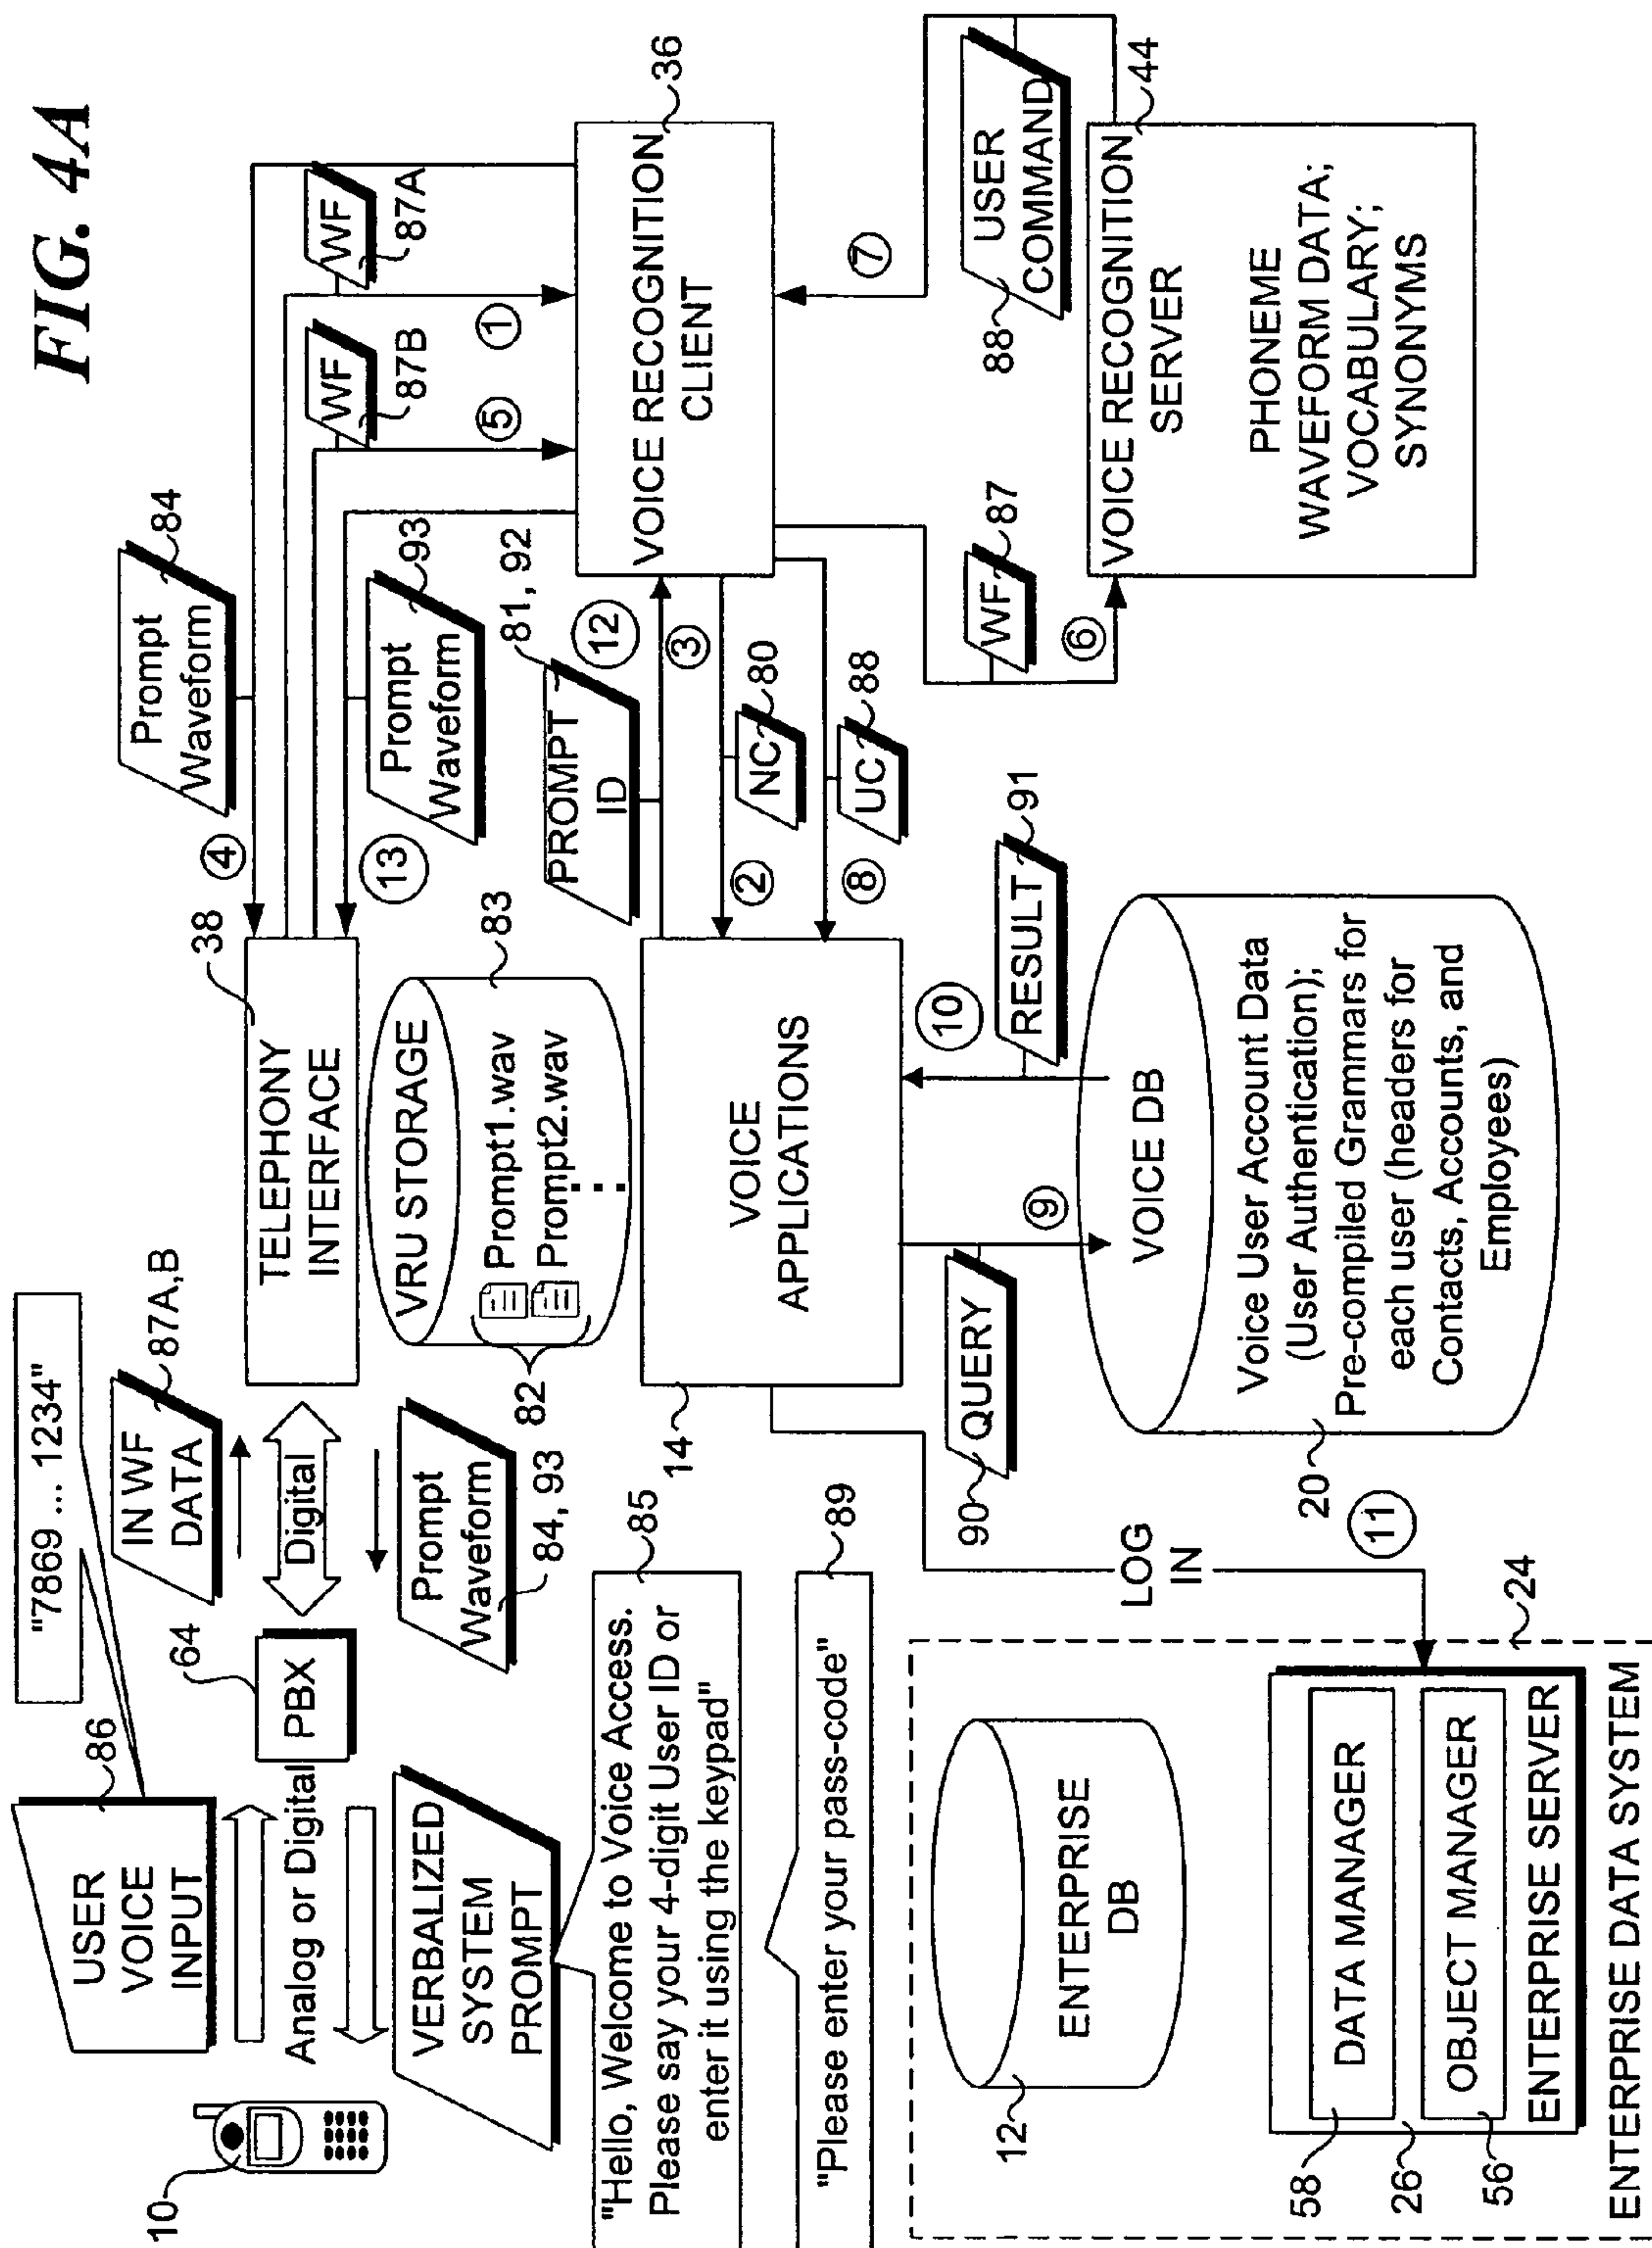 FIG. 4A
"7869 ... 1234"
USER
VOICE
INPUT
86
10
Analog or Digital
64
PBX
IN WF
DATA
87A,B
Digital
Prompt
Waveform
84, 93
VERBALIZED
SYSTEM
PROMPT
"Hello, Welcome to Voice Access.
Please say your 4-digit User ID or
enter it using the keypad"
85
"Please enter your pass-code"
89
38
TELEPHONY
INTERFACE
VRU STORAGE
83
Prompt1.wav
Prompt2.wav
82
4
Prompt
Waveform
84
13
Prompt
Waveform
93
WF
87A
1
WF
87B
5
36
VOICE RECOGNITION
CLIENT
PROMPT
ID
81, 92
12
3
2
NC
80
8
UC
88
14
VOICE
APPLICATIONS
WF
87
6
7
USER
COMMAND
88
44
VOICE RECOGNITION
SERVER
PHONEME
WAVEFORM DATA;
VOCABULARY;
SYNONYMS
QUERY
90
9
10
RESULT
91
VOICE DB
Voice User Account Data
(User Authentication);
Pre-compiled Grammars for
each user (headers for
Contacts, Accounts, and
Employees)
20
LOG
IN
11
24
12
ENTERPRISE
DB
DATA MANAGER
58
OBJECT MANAGER
56
26
ENTERPRISE SERVER
ENTERPRISE DATA SYSTEM